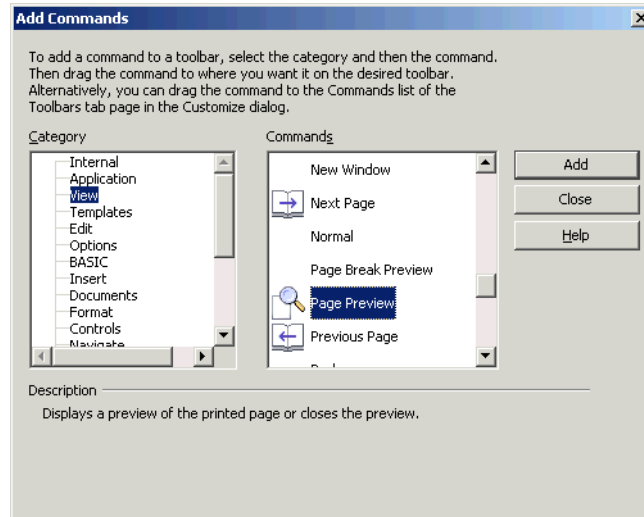 Add Commands
To add a command to a toolbar, select the category and then the command.
Then drag the command to where you want it on the desired toolbar.
Alternatively, you can drag the command to the Commands list of the
Toolbars tab page in the Customize dialog.
Category
Internal
Application
View
Templates
Edit
Options
BASIC
Insert
Documents
Format
Controls
Navigate
Commands
New Window
Next Page
Normal
Page Break Preview
Page Preview
Previous Page
Add
Close
Help
Description
Displays a preview of the printed page or closes the preview.